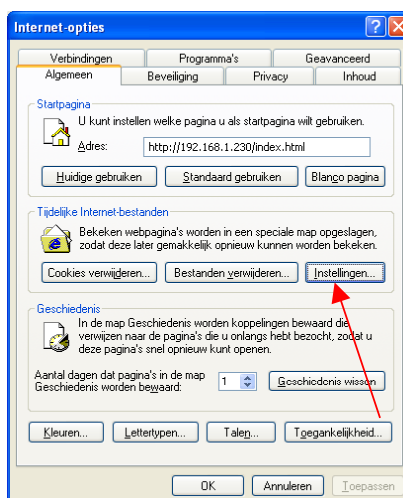 Internet-opties
Verbindingen Programma's Geavanceerd
Algemeen Beveiliging Privacy Inhoud
Startpagina
U kunt instellen welke pagina u als startpagina wilt gebruiken.
Adres: http://192.168.1.230/index.html
Huidige gebruiken Standaard gebruiken Blanco pagina
Tijdelijke Internet-bestanden
Bekeken webpagina's worden in een speciale map opgeslagen,
zodat deze later gemakkelijk opnieuw kunnen worden bekeken.
Cookies verwijderen... Bestanden verwijderen... Instellingen...
Geschiedenis
In de map Geschiedenis worden koppelingen bewaard die
verwijzen naar de pagina's die u onlangs hebt bezocht, zodat u
deze pagina's snel opnieuw kunt openen.
Aantal dagen dat pagina's in de map
Geschiedenis worden bewaard: 1 Geschiedenis wissen
Kleuren... Lettertypen... Talen... Toegankelijkheid...
OK Annuleren Toepassen